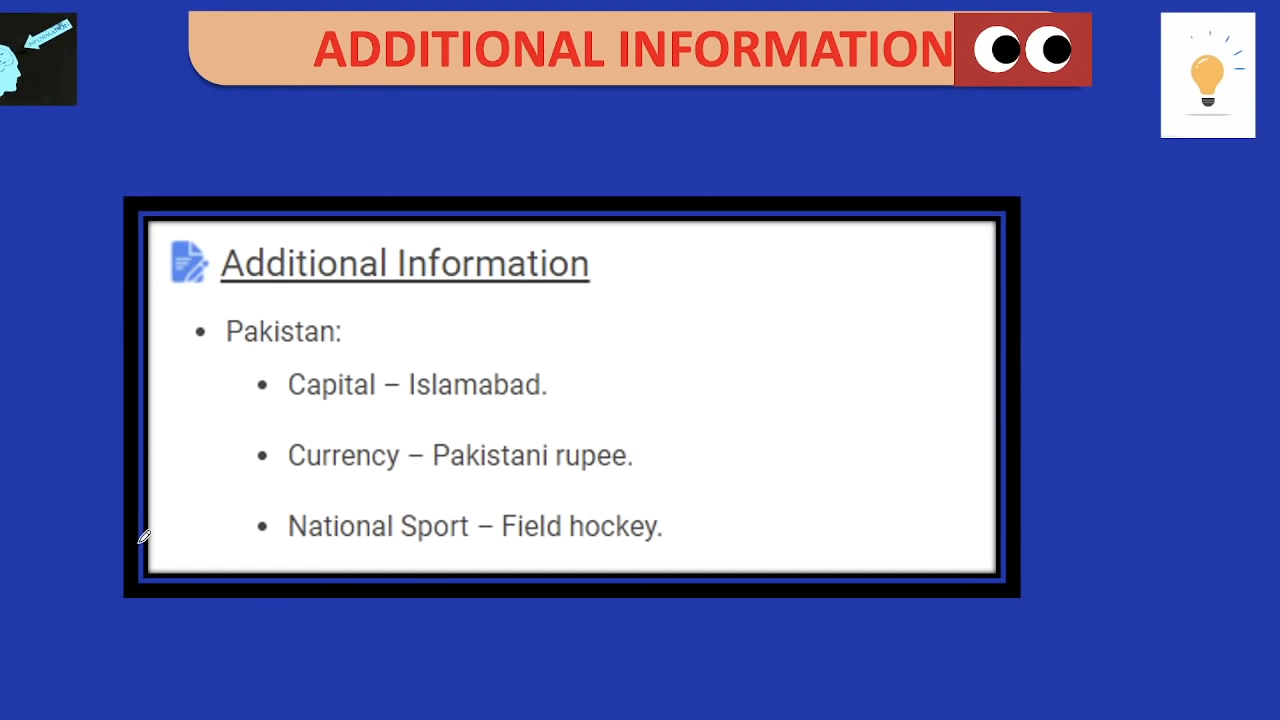 ADDITIONAL INFORMATION
Additional Information
• Pakistan:
• Capital – Islamabad.
• Currency – Pakistani rupee.
• National Sport – Field hockey.